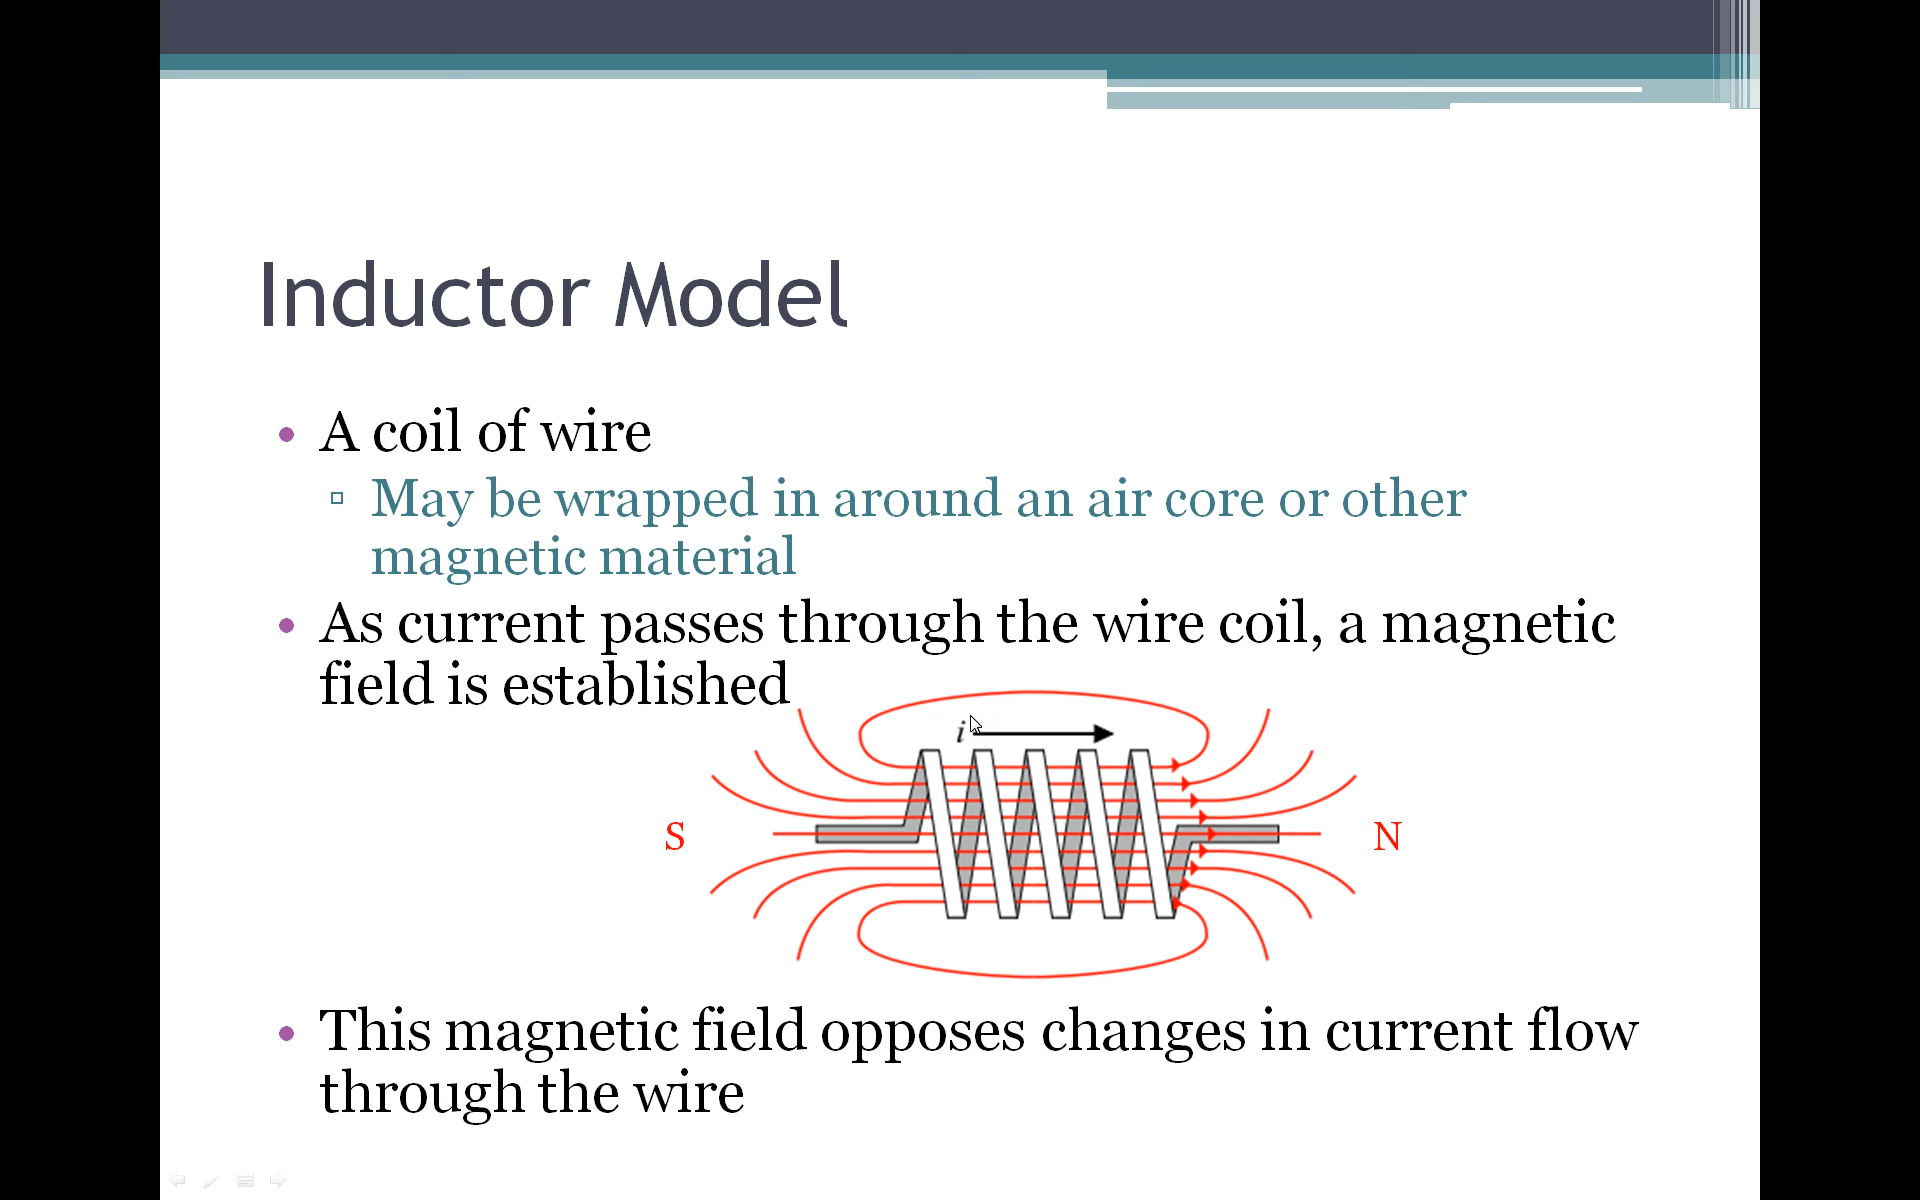 Inductor Model
• A coil of wire
▫ May be wrapped in around an air core or other
magnetic material
• As current passes through the wire coil, a magnetic
field is established
i
S
N
• This magnetic field opposes changes in current flow
through the wire